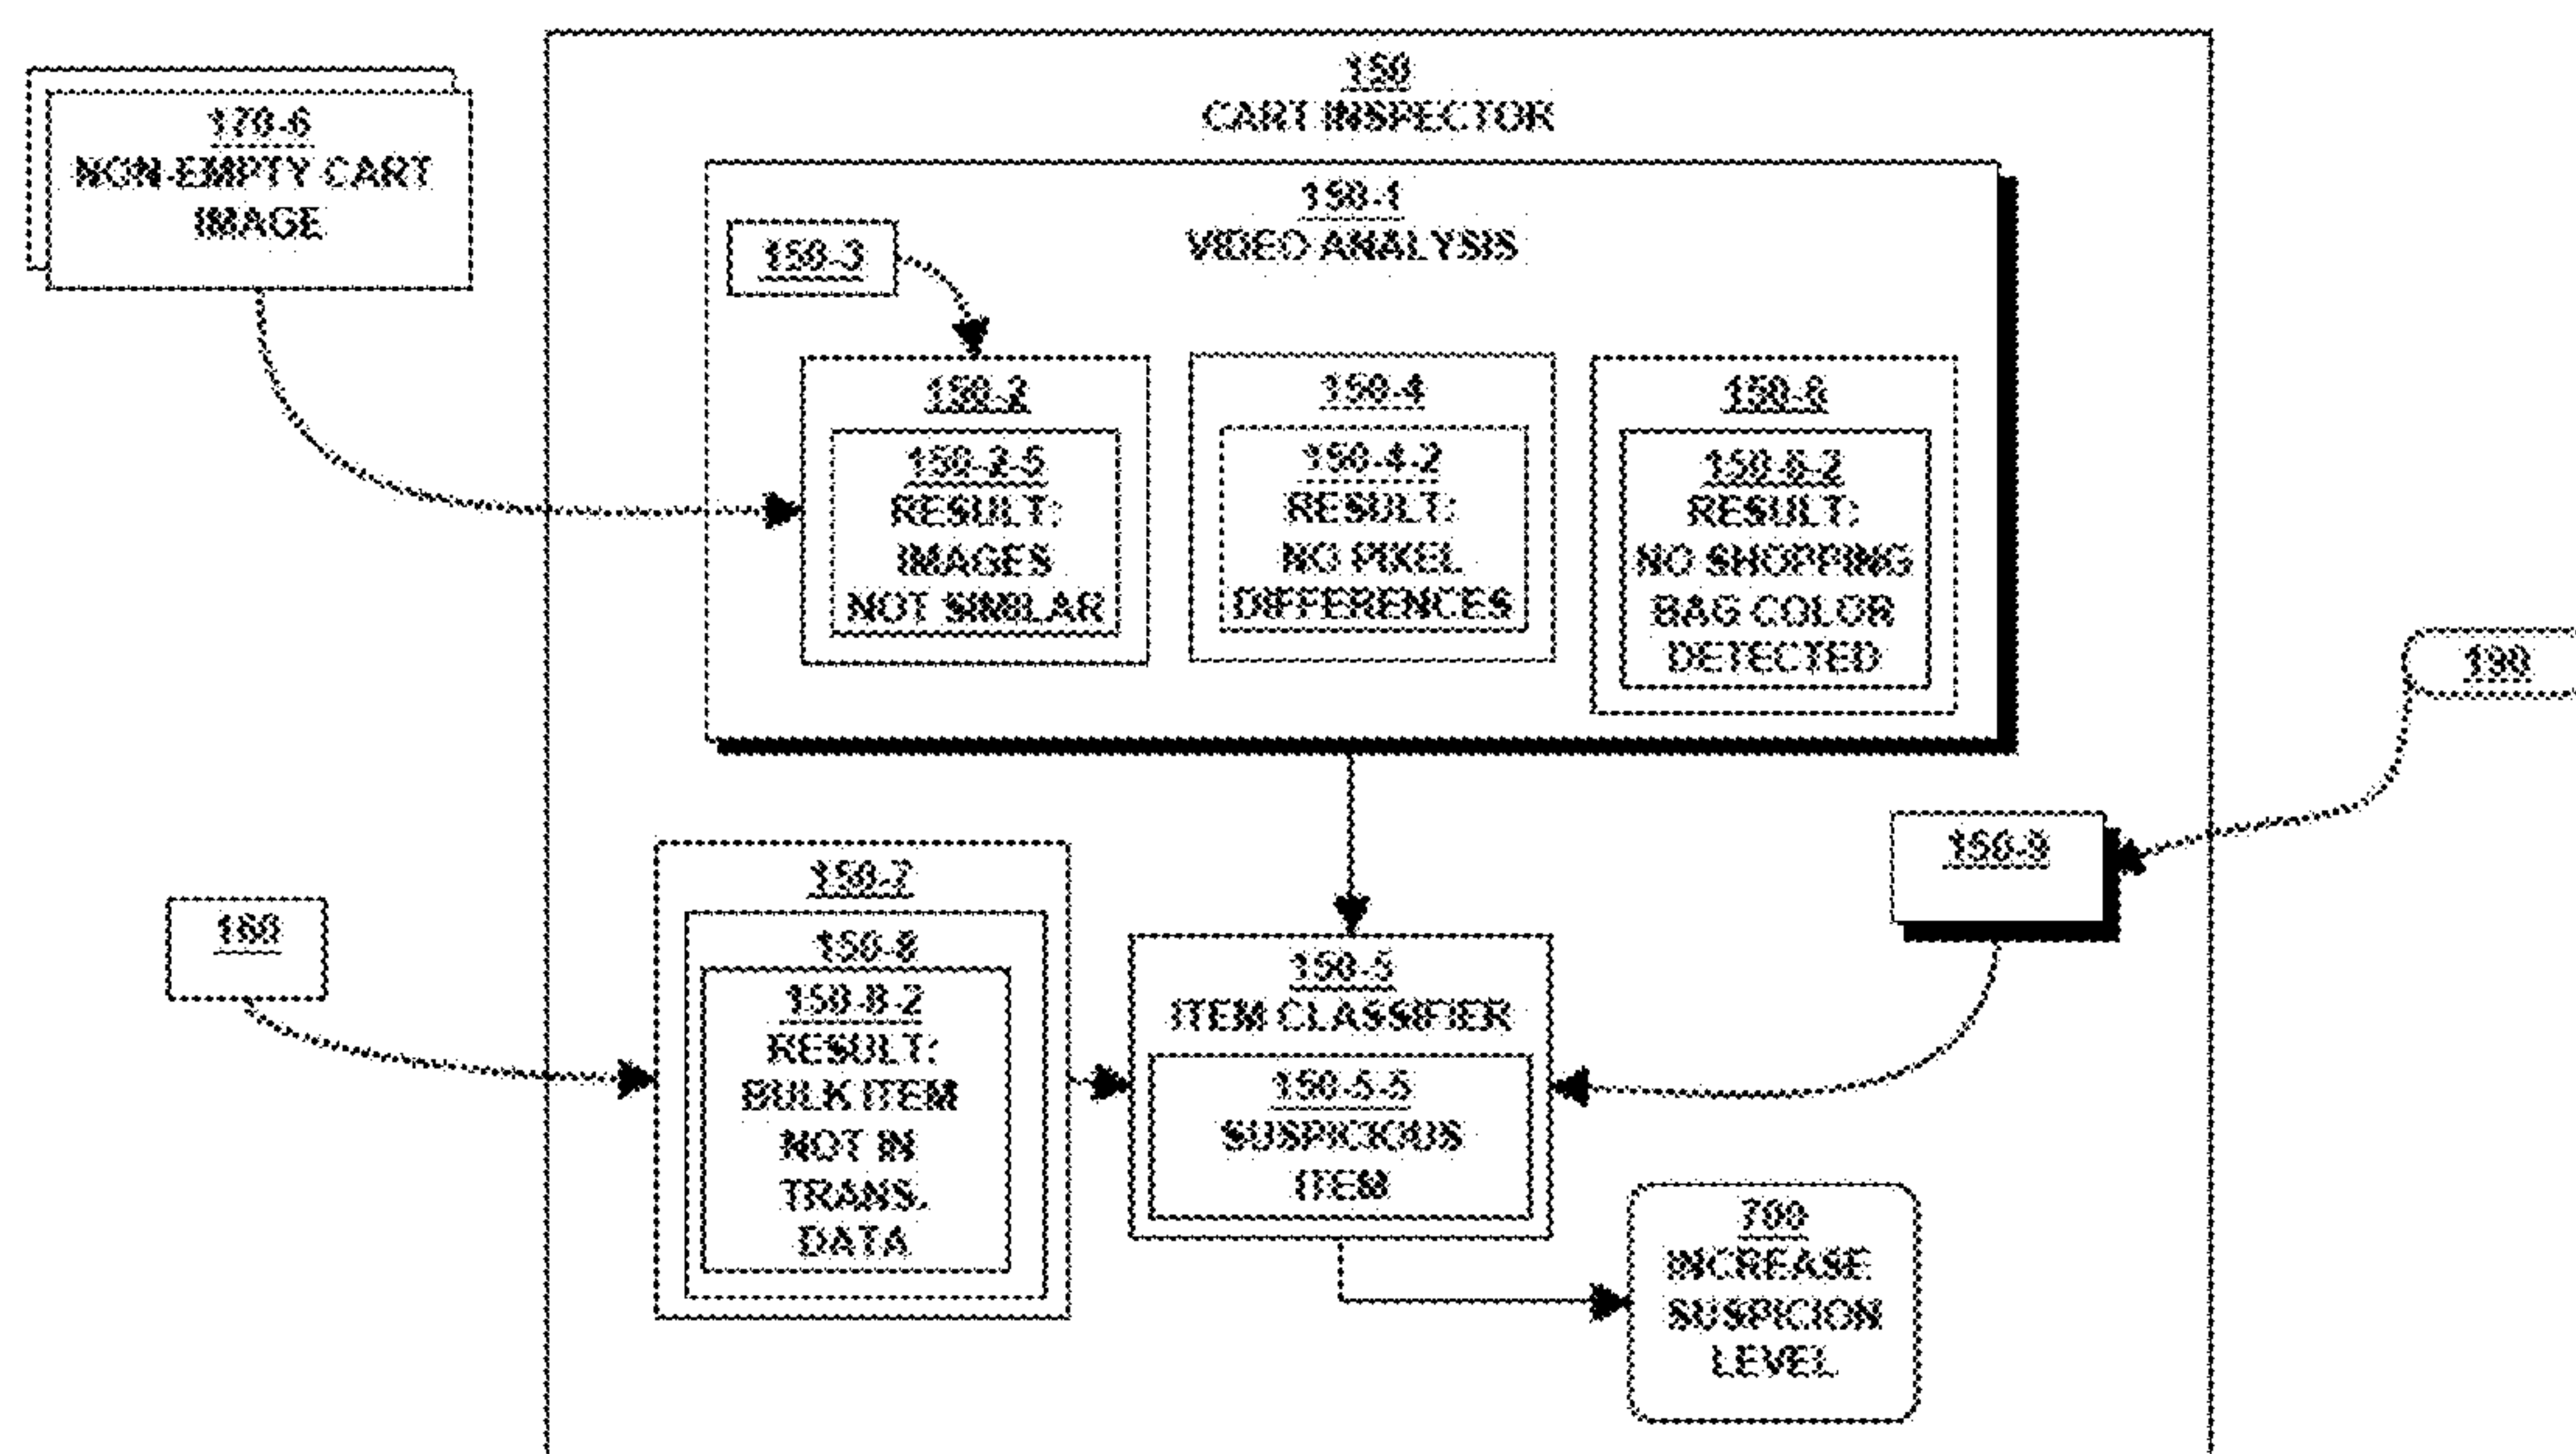 150
CART INSPECTOR
170-6
NON-EMPTY CART
IMAGE
150-1
VIDEO ANALYSIS
150-3
150-2
150-2-5
RESULT:
IMAGES
NOT SIMILAR
150-4
150-4-2
RESULT:
NO PIXEL
DIFFERENCES
150-6
150-6-2
RESULT:
NO SHOPPING
BAG COLOR
DETECTED
190
150-9
160
150-7
150-8
150-8-2
RESULT:
BULK ITEM
NOT IN
TRANS.
DATA
150-5
ITEM CLASSIFIER
150-5-5
SUSPICIOUS
ITEM
700
INCREASE
SUSPICION
LEVEL